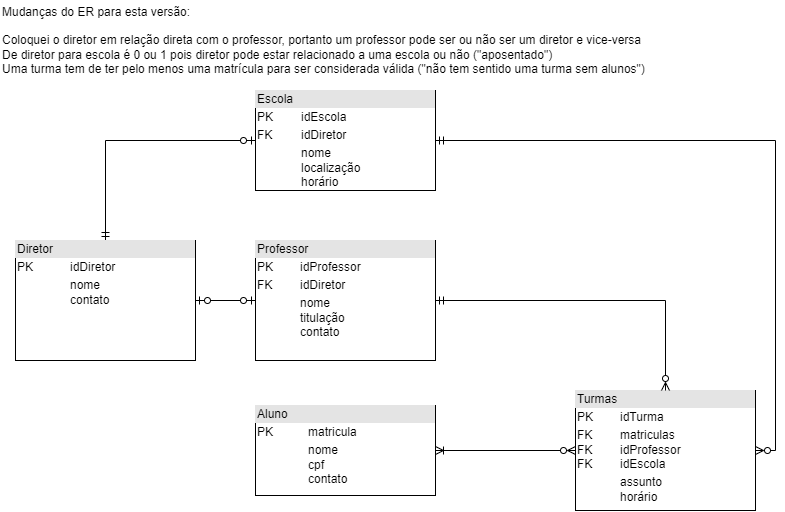 Mudanças do ER para esta versão:
Coloquei o diretor em relação direta com o professor, portanto um professor pode ser ou não ser um diretor e vice-versa
De diretor para escola é 0 ou 1 pois diretor pode estar relacionado a uma escola ou não ("aposentado")
Uma turma tem de ter pelo menos uma matrícula para ser considerada válida ("não tem sentido uma turma sem alunos")
Escola
PK idEscola
FK idDiretor
nome
localização
horário
Diretor
PK idDiretor
nome
contato
Professor
PK idProfessor
FK idDiretor
nome
titulação
contato
Aluno
PK matricula
nome
cpf
contato
Turmas
PK idTurma
FK matriculas
FK idProfessor
FK idEscola
assunto
horário